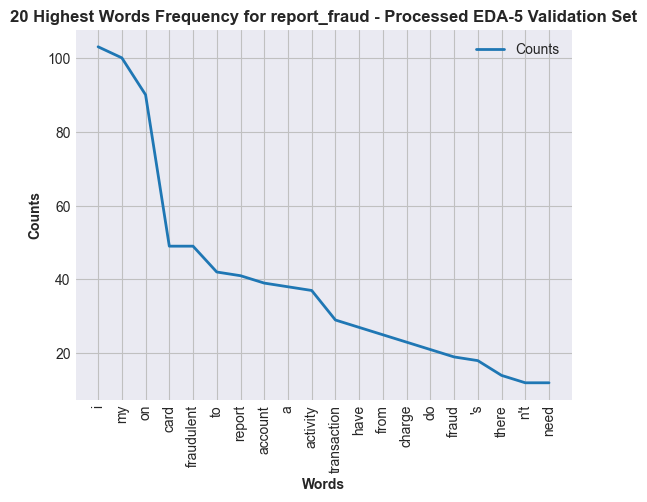 20 Highest Words Frequency for report_fraud - Processed EDA-5 Validation Set
Counts
Counts
100
80
60
40
20
i
my
on
card
fraudulent
to
report
account
a
activity
transaction
have
from
charge
do
fraud
's
there
n't
need
Words